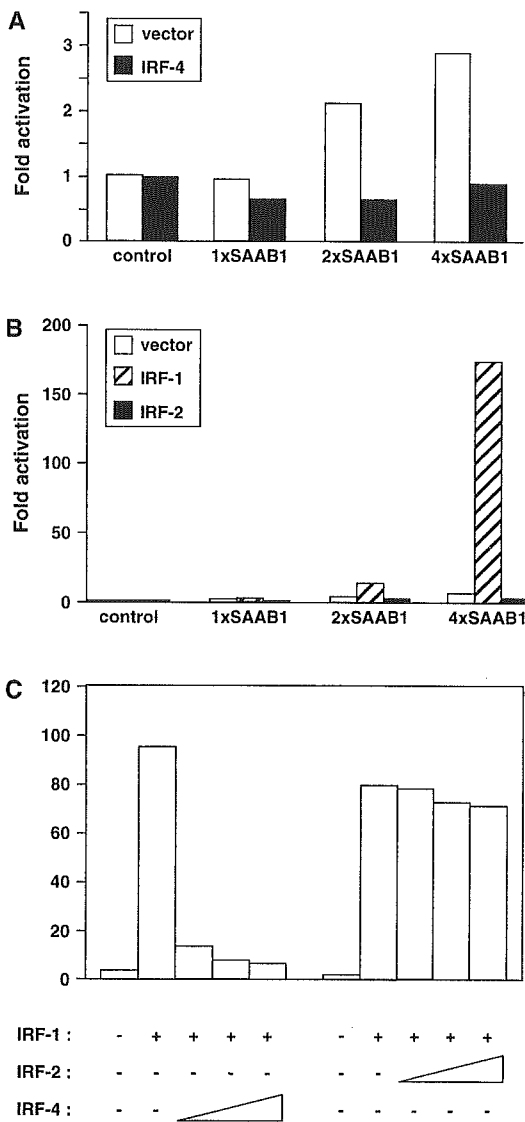 A
Fold activation
3
2
1
0
vector
IRF-4
control 1xSAAB1 2xSAAB1 4xSAAB1
B
Fold activation
200
150
100
50
0
vector
IRF-1
IRF-2
control 1xSAAB1 2xSAAB1 4xSAAB1
C
120
100
80
60
40
20
0
IRF-1 : - + + + + - + + + +
IRF-2 : - - - - - - -
IRF-4 : - - - - - - -